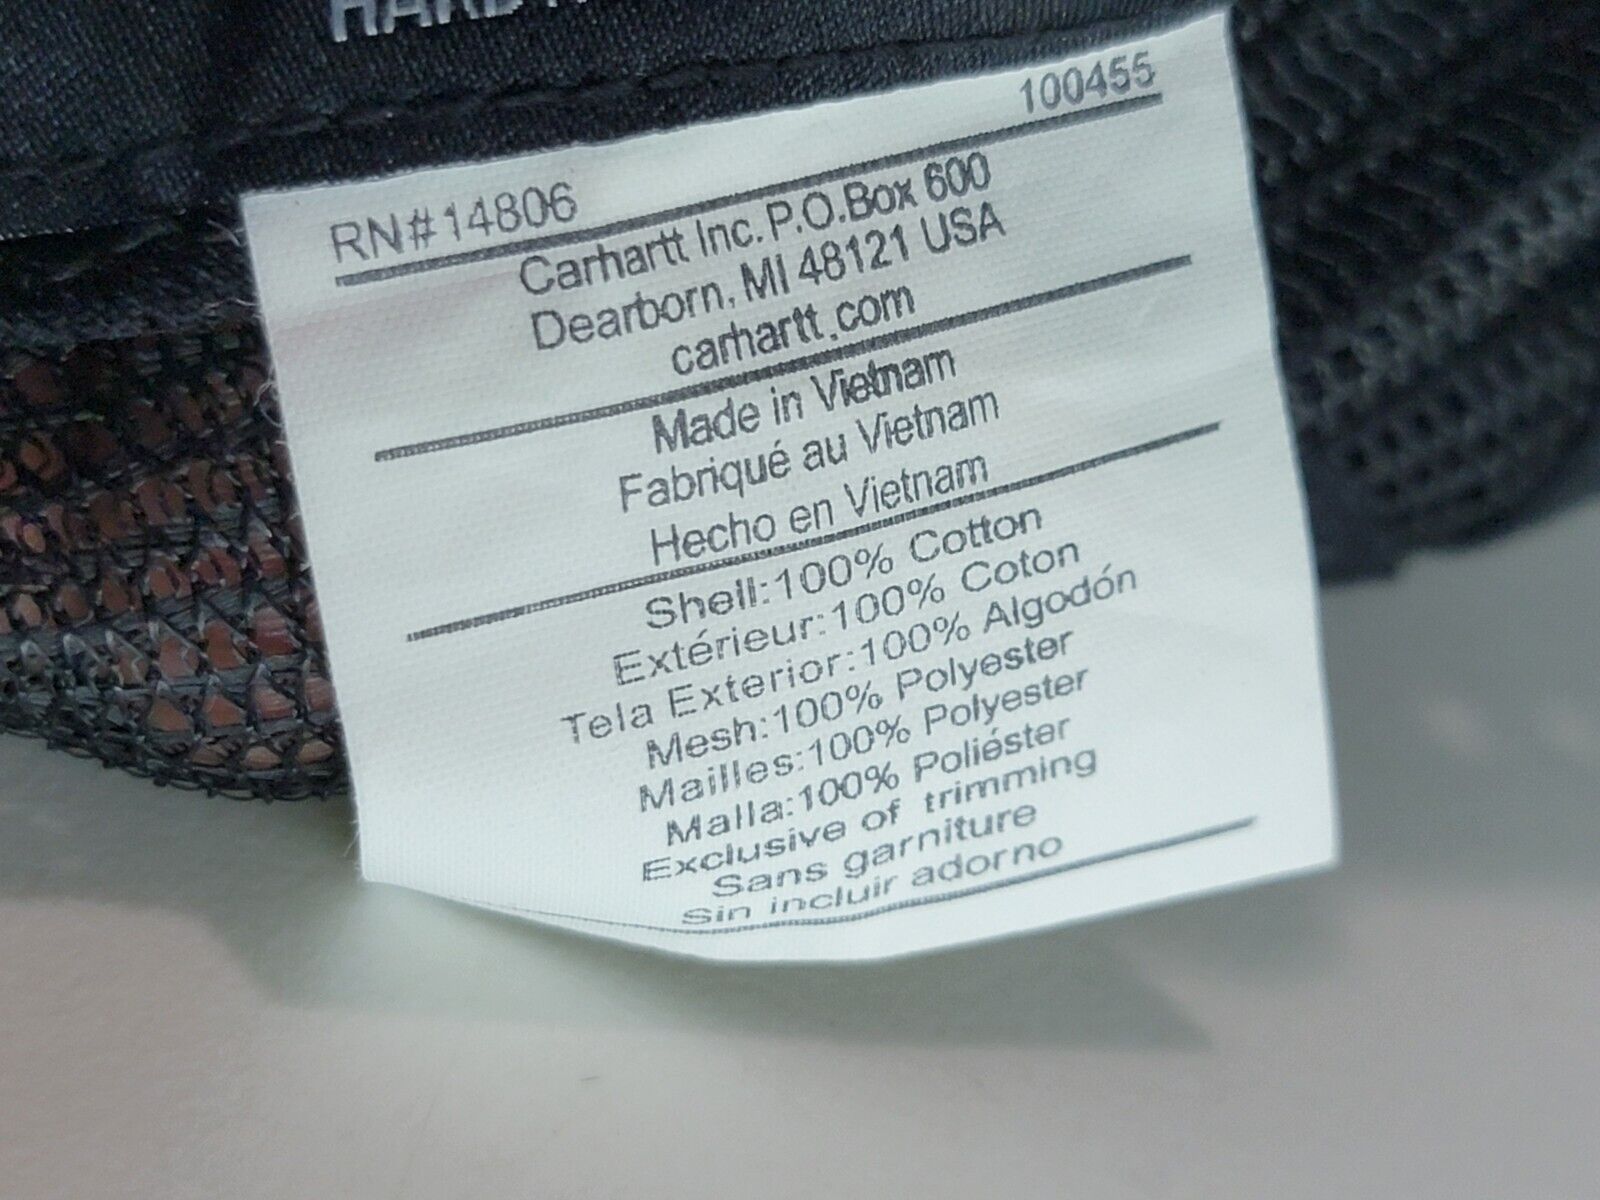 RN#14806 100455
Carhartt Inc. P.O.Box 600
Dearborn, MI 48121 USA
carhartt.com
Made in Vietnam
Fabriqué au Vietnam
Hecho en Vietnam
Shell:100% Cotton
Extérieur:100% Coton
Tela Exterior:100% Algodón
Mesh:100% Polyester
Mailles:100% Polyester
Malla:100% Poliéstar
Exclusive of trimming
Sans garniture
Sin incluir adorno